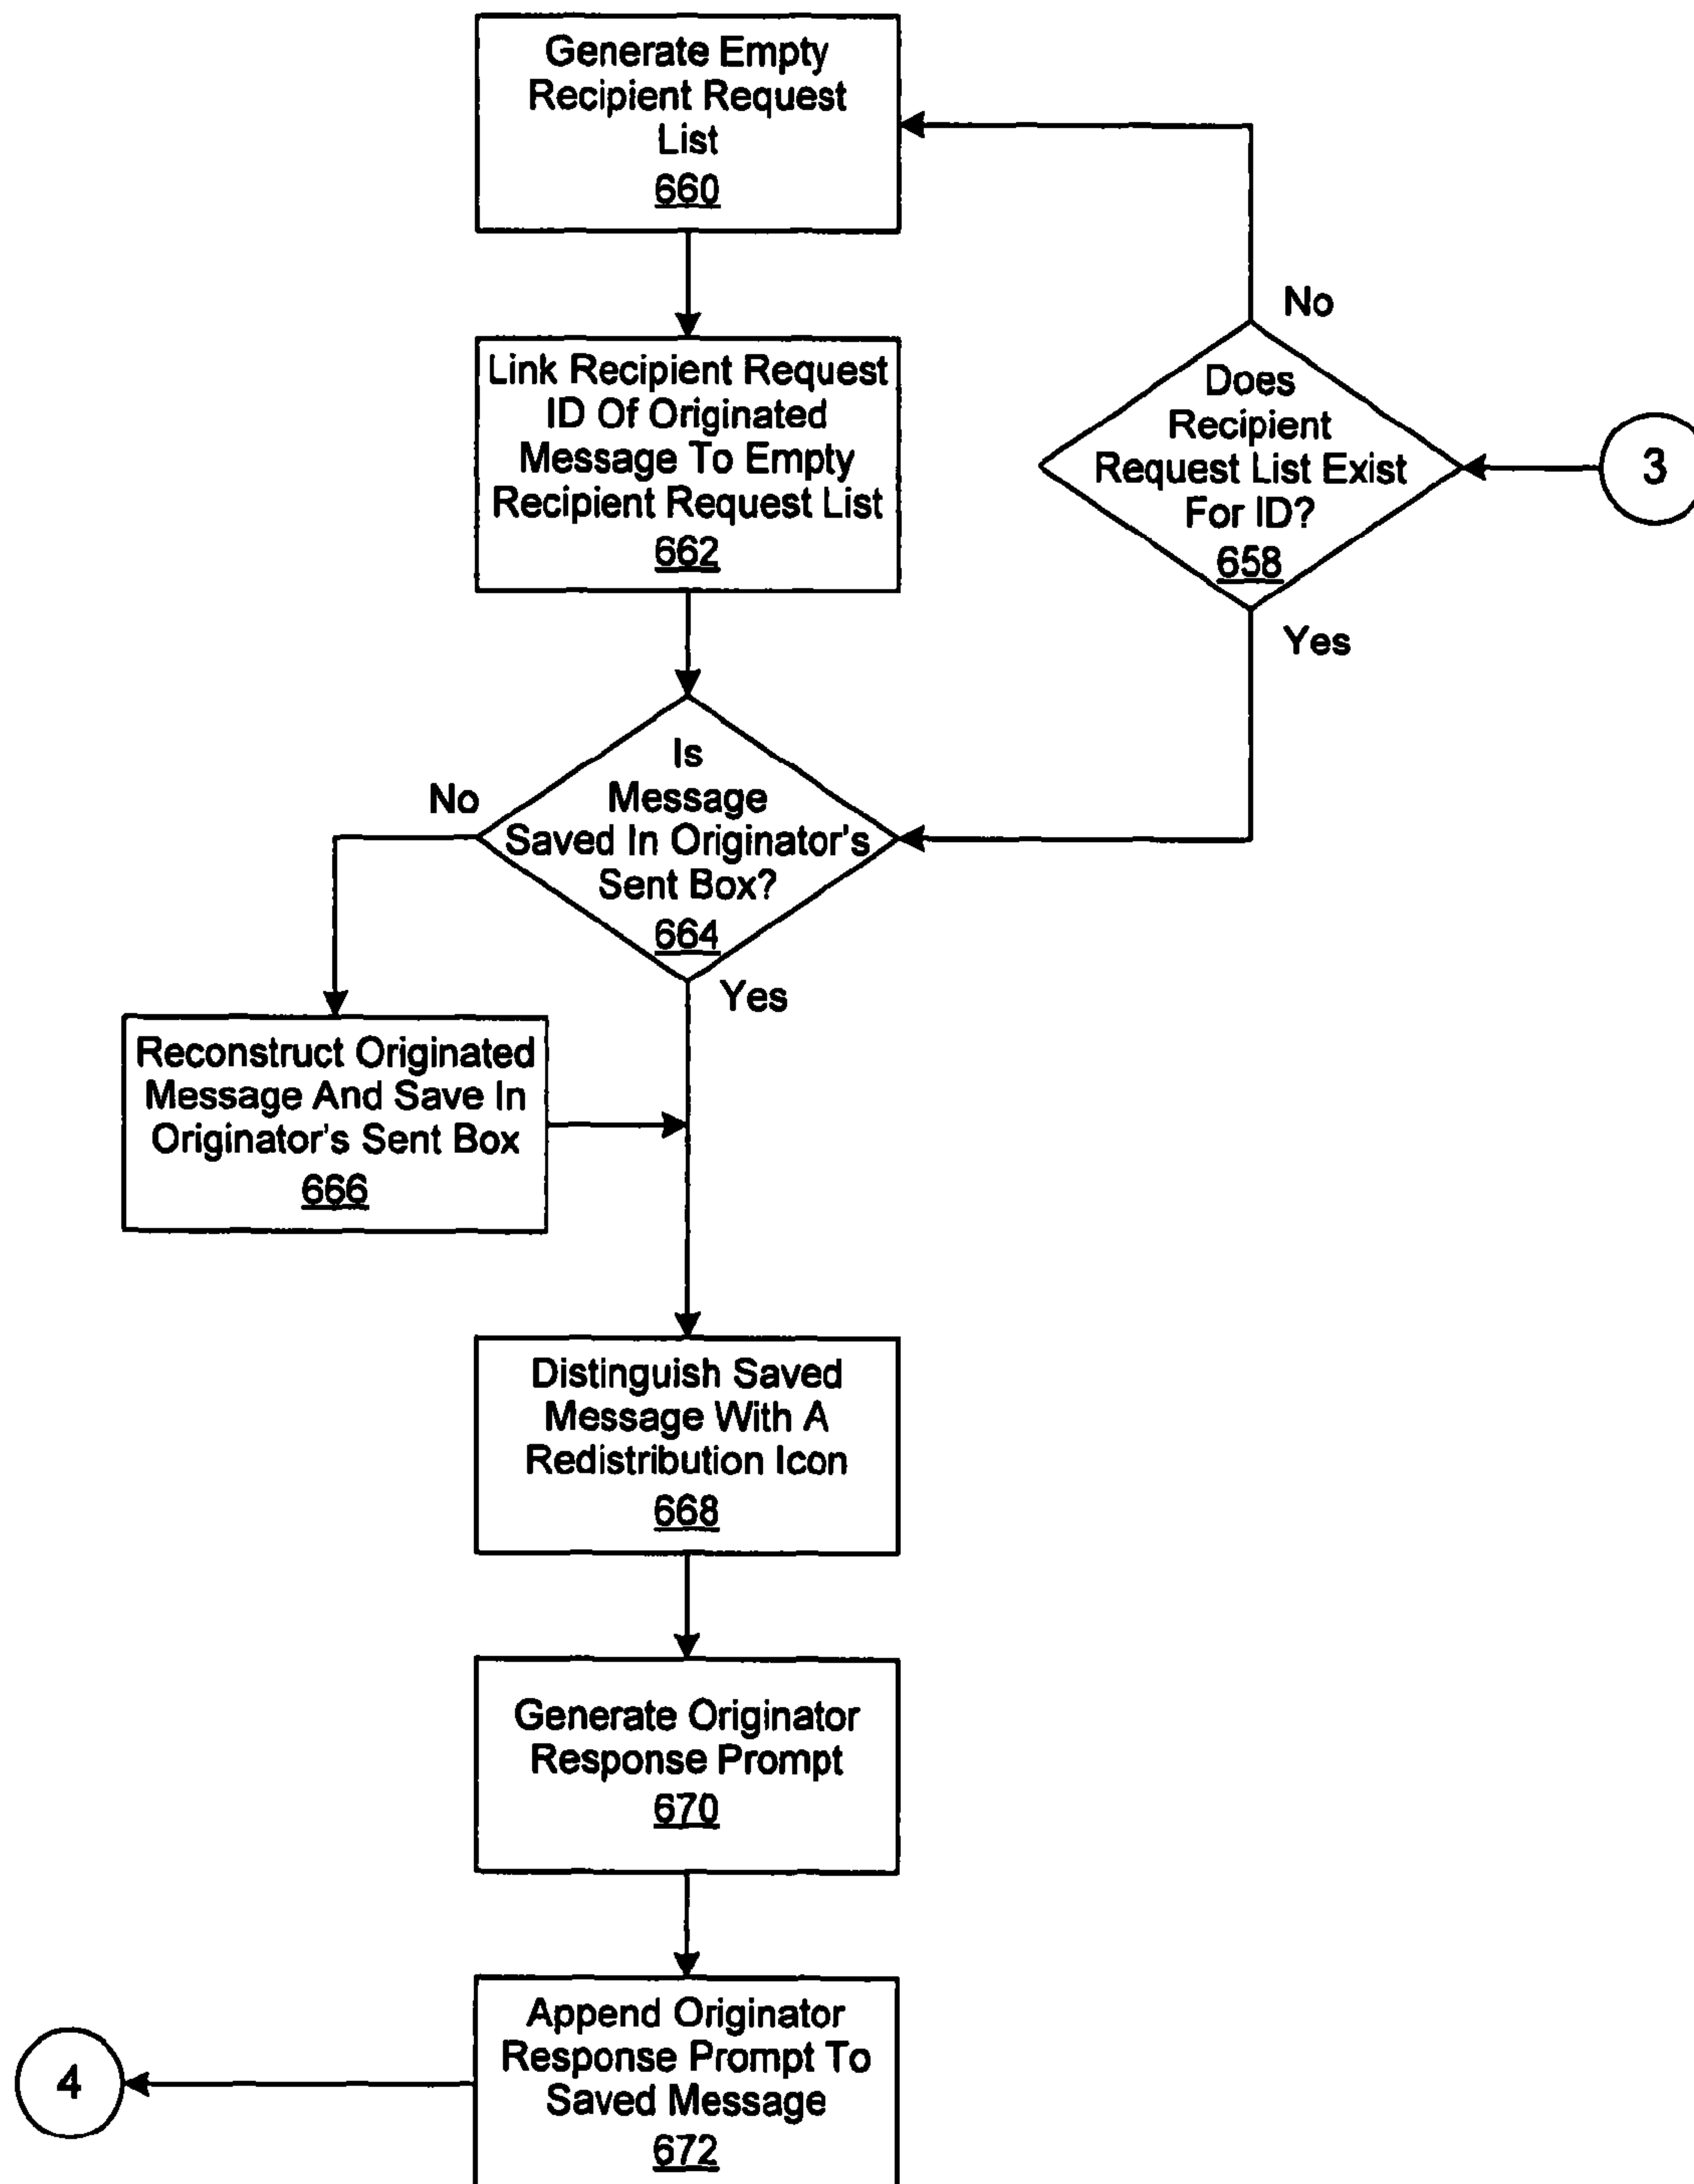 Generate Empty
Recipient Request
List
660
No
Link Recipient Request
ID Of Originated
Message To Empty
Recipient Request List
662
Does
Recipient
Request List Exist
For ID?
658
3
Yes
Is
Message
Saved In Originator's
Sent Box?
664
No
Yes
Reconstruct Originated
Message And Save In
Originator's Sent Box
666
Distinguish Saved
Message With A
Redistribution Icon
668
Generate Originator
Response Prompt
670
Append Originator
Response Prompt To
Saved Message
672
4